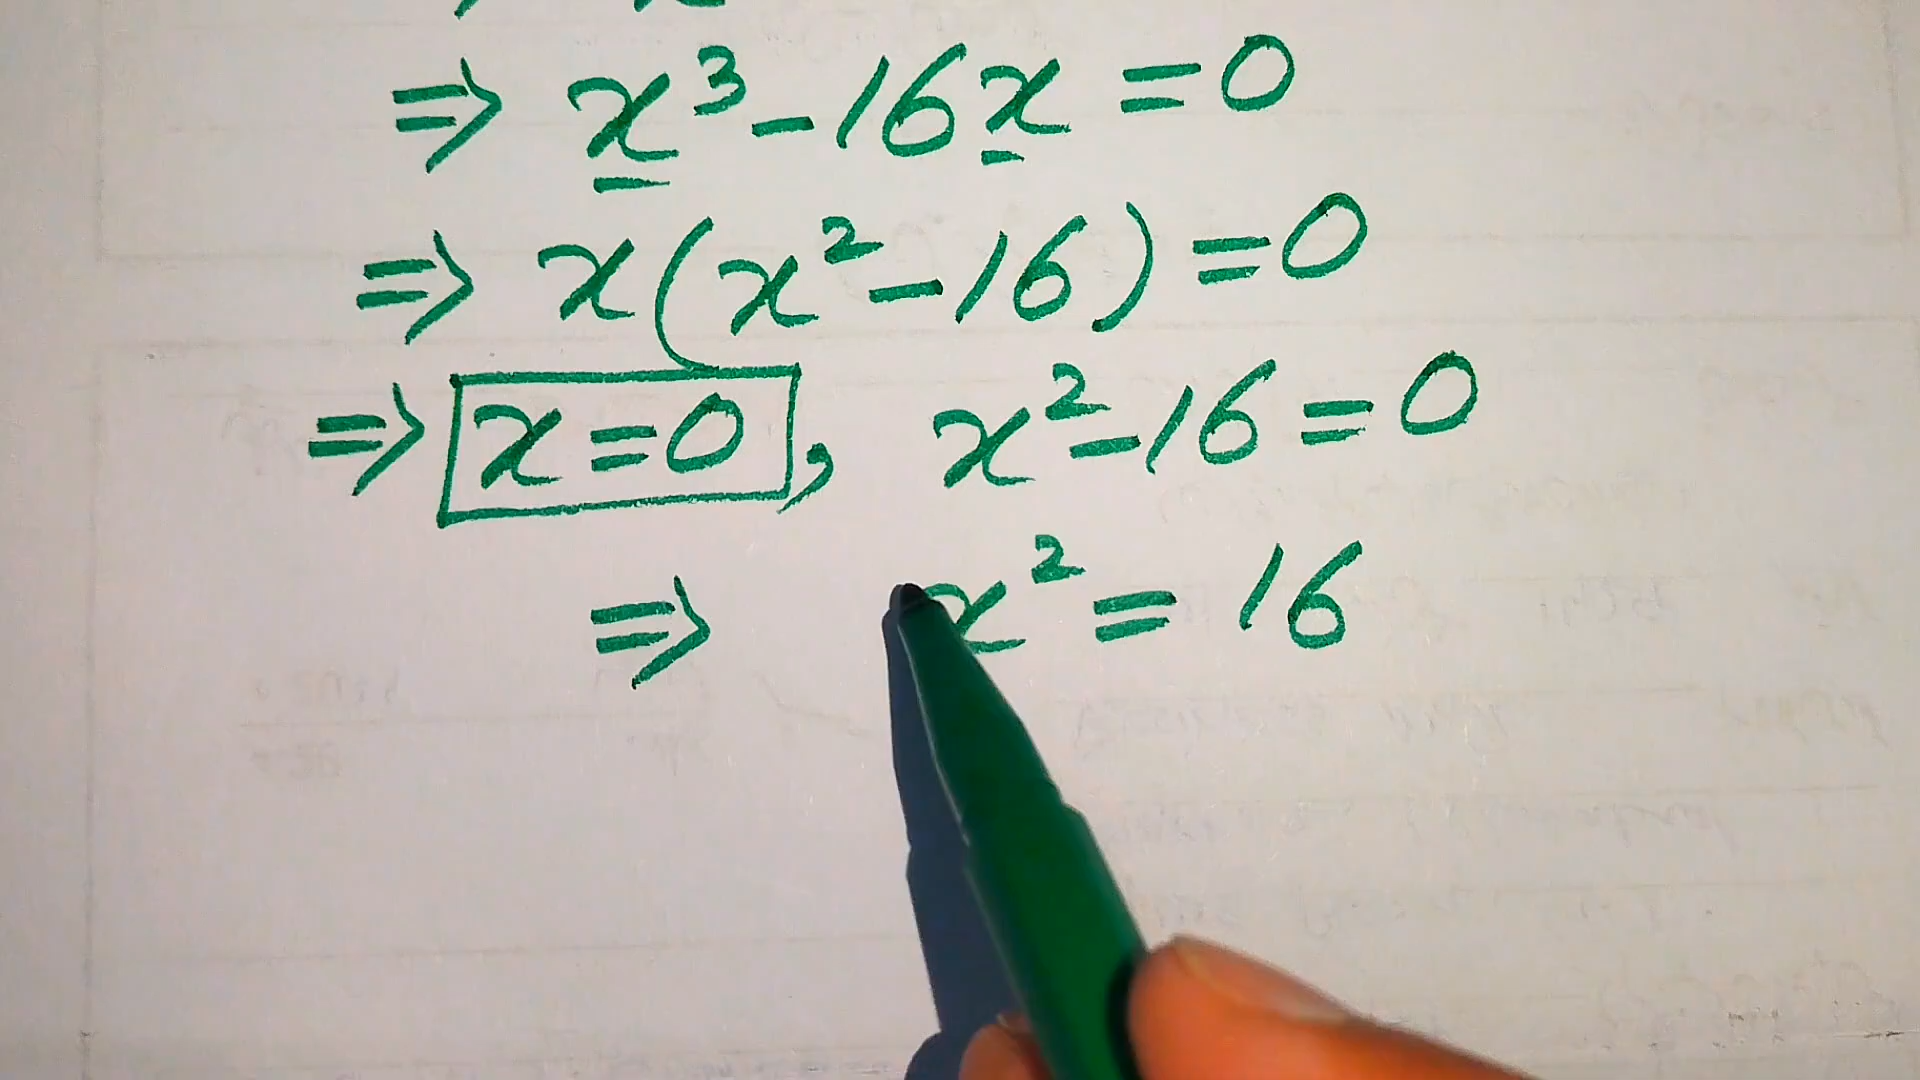 ⇒ x³ - 16x = 0
⇒ x(x² - 16) = 0
⇒ x = 0, x² - 16 = 0
⇒ x² = 16